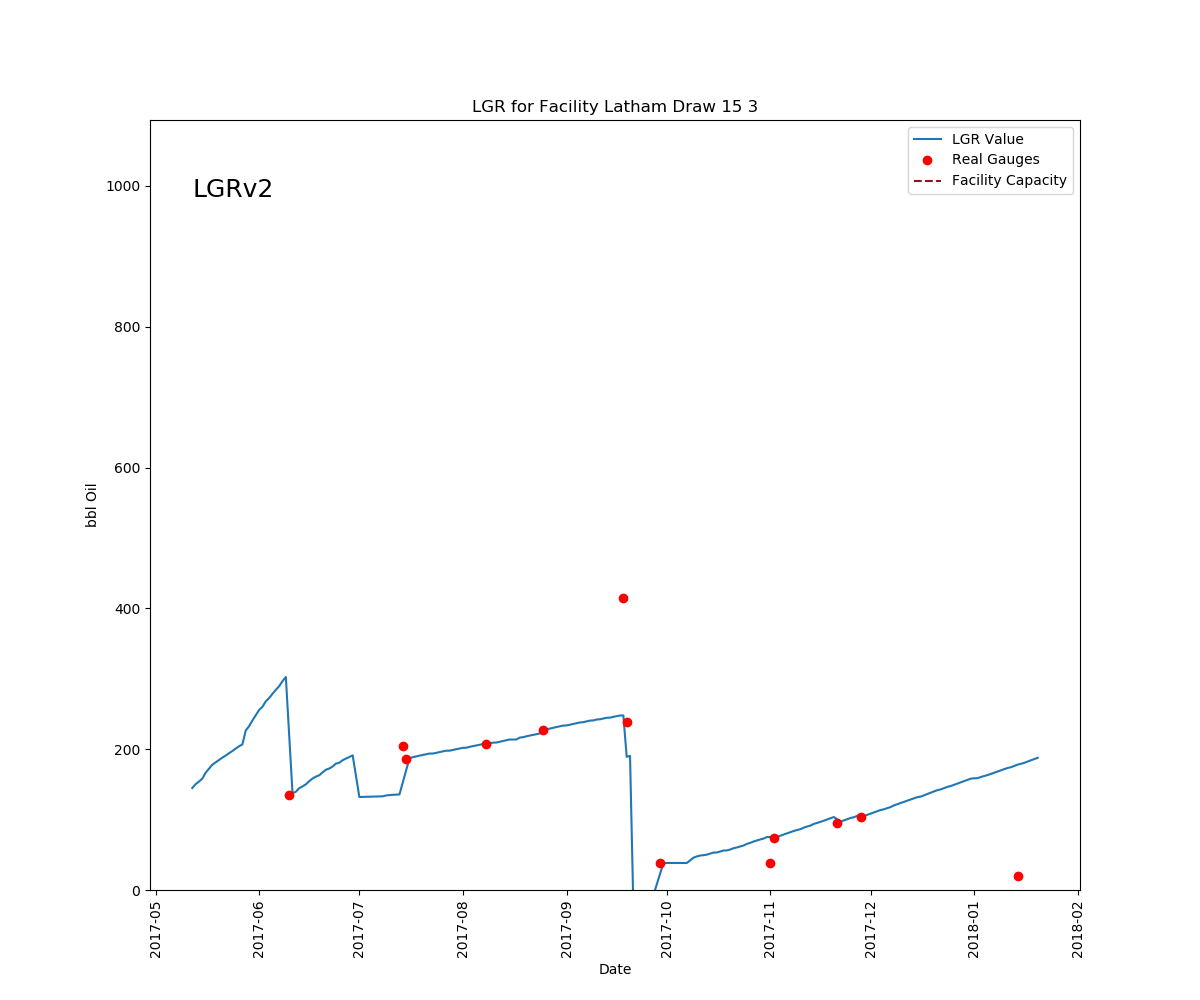 LGR for Facility Latham Draw 15 3
LGRv2
LGR Value
Real Gauges
Facility Capacity
bbl Oil
1000
800
600
400
200
0
2017-05
2017-06
2017-07
2017-08
2017-09
2017-10
2017-11
2017-12
2018-01
2018-02
Date